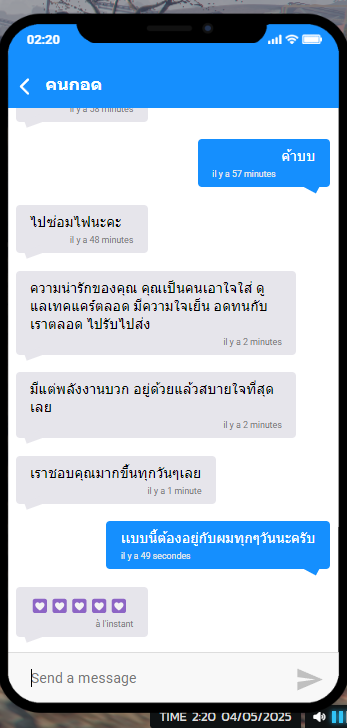 02:20
คนกอด
il y a 58 minutes
ค้าบบ
il y a 57 minutes
ไปซ่อมไฟนะคะ
il y a 48 minutes
ความน่ารักของคุณ คุณเป็นคนเอาใจใส่ ดู
แลเทคแคร์ตลอด มีความใจเย็น อดทนกับ
เราตลอด ไปรับไปส่ง
il y a 2 minutes
มีแต่พลังงานบวก อยู่ด้วยแล้วสบายใจที่สุด
เลย
il y a 2 minutes
เราชอบคุณมากขึ้นทุกวันๆเลย
il y a 1 minute
แบบนี้ต้องอยู่กับผมทุกๆวันนะครับ
il y a 49 secondes
💟💟💟💟💟
à l'instant
Send a message
TIME 2:20 04/05/2025